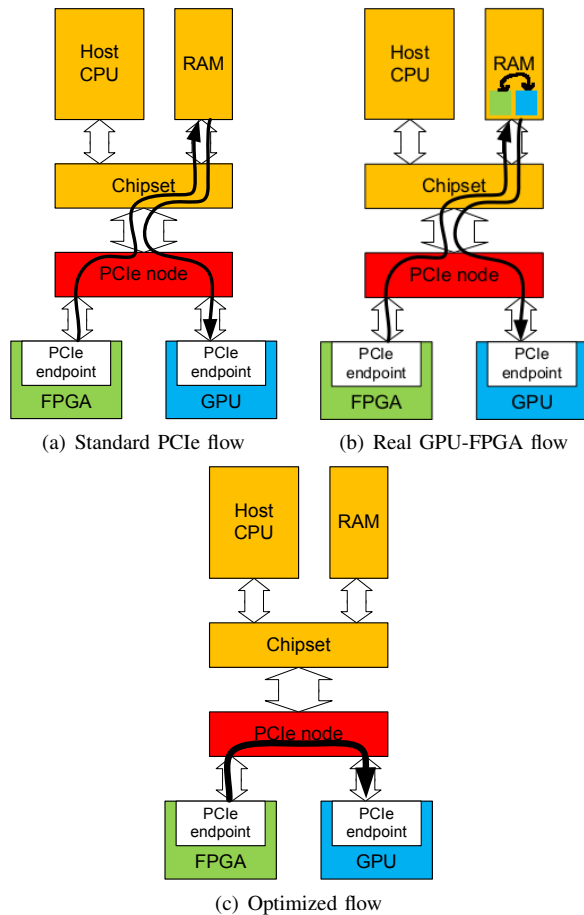 Host
CPU
RAM
Chipset
PCIe node
PCIe
endpoint
FPGA
PCIe
endpoint
GPU
(a) Standard PCIe flow
Host
CPU
RAM
Chipset
PCIe node
PCIe
endpoint
FPGA
PCIe
endpoint
GPU
(b) Real GPU-FPGA flow
Host
CPU
RAM
Chipset
PCIe node
PCIe
endpoint
FPGA
PCIe
endpoint
GPU
(c) Optimized flow